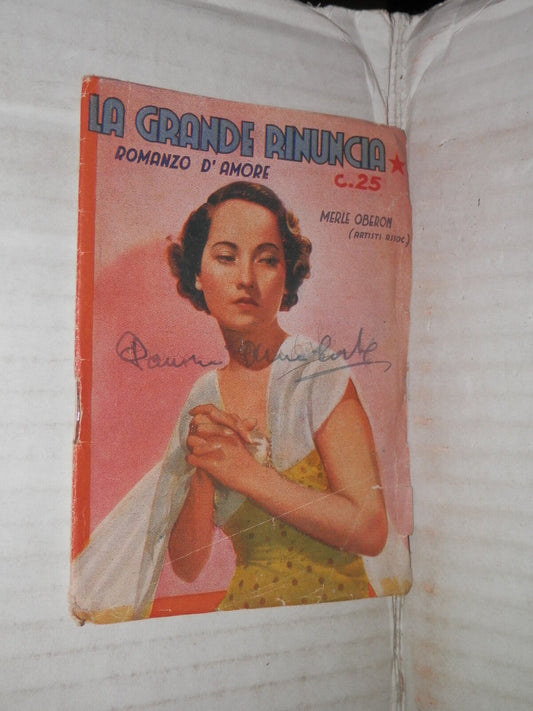 LA GRANDE RINUNCIA
ROMANZO D'AMORE
C.25
MERLE OBERON
(ARTISTI ASSOC.)